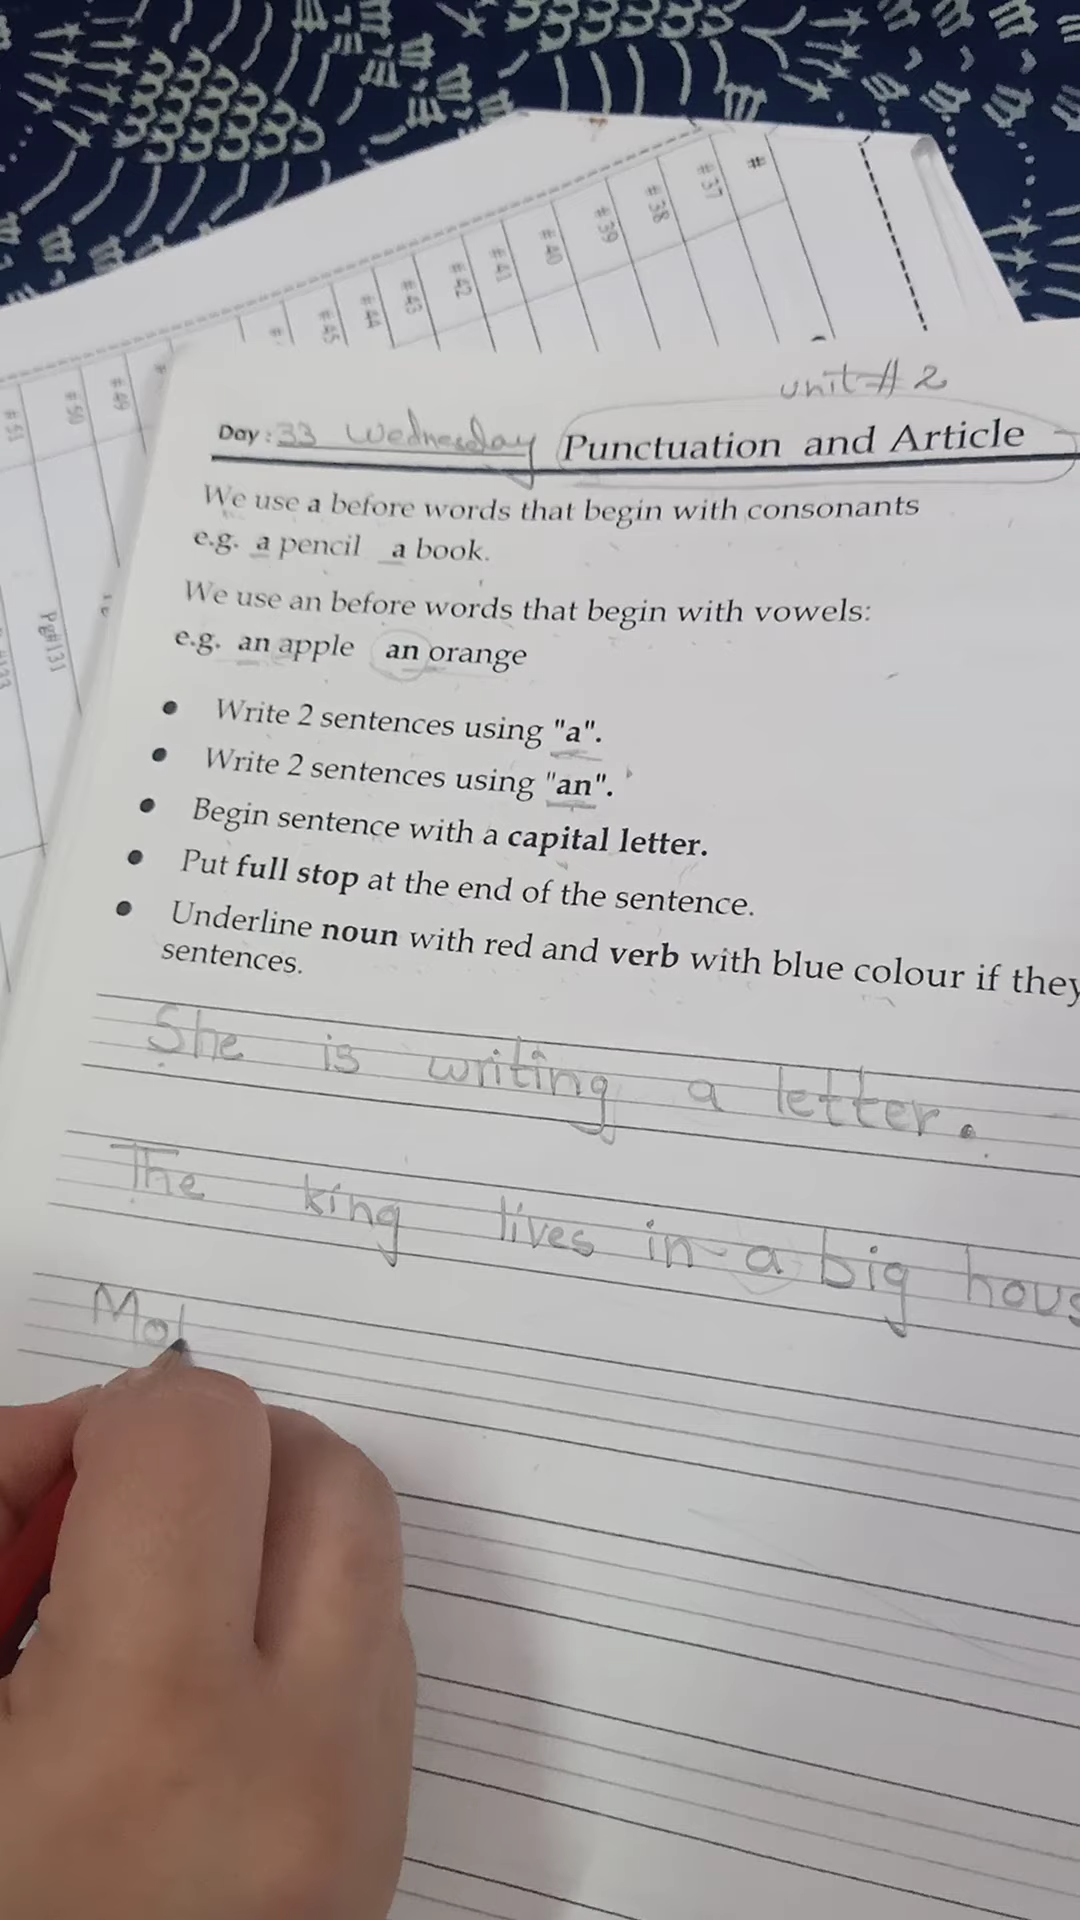 #
#37
#38
#39
#40
#41
#42
#43
#44
#45
#49
#50
#51
Pg#131
unit # 2
Day : 33 Wednesday Punctuation and Article
We use a before words that begin with consonants
e.g. a pencil a book.
We use an before words that begin with vowels:
e.g. an apple an orange
• Write 2 sentences using "a".
• Write 2 sentences using "an".
• Begin sentence with a capital letter.
• Put full stop at the end of the sentence.
• Underline noun with red and verb with blue colour if they
sentences.
She is writing a letter.
The king lives in a big hous
Mot